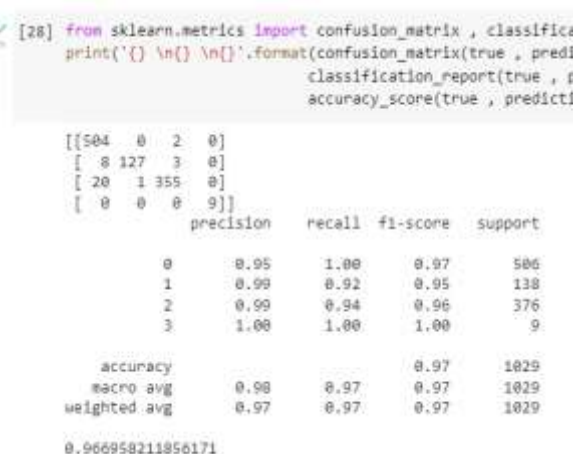 [28] from sklearn.metrics import confusion_matrix , classifica
print('{} \n{} \n{}'.format(confusion_matrix(true , predi
classification_report(true , p
accuracy_score(true , predicti
[[504 0 2 0]
[ 8 127 3 0]
[ 20 1 355 0]
[ 0 0 0 9]]
precision recall f1-score support
0 0.95 1.00 0.97 506
1 0.99 0.92 0.95 138
2 0.99 0.94 0.96 376
3 1.00 1.00 1.00 9
accuracy 0.97 1029
macro avg 0.98 0.97 0.97 1029
weighted avg 0.97 0.97 0.97 1029
0.966958211856171